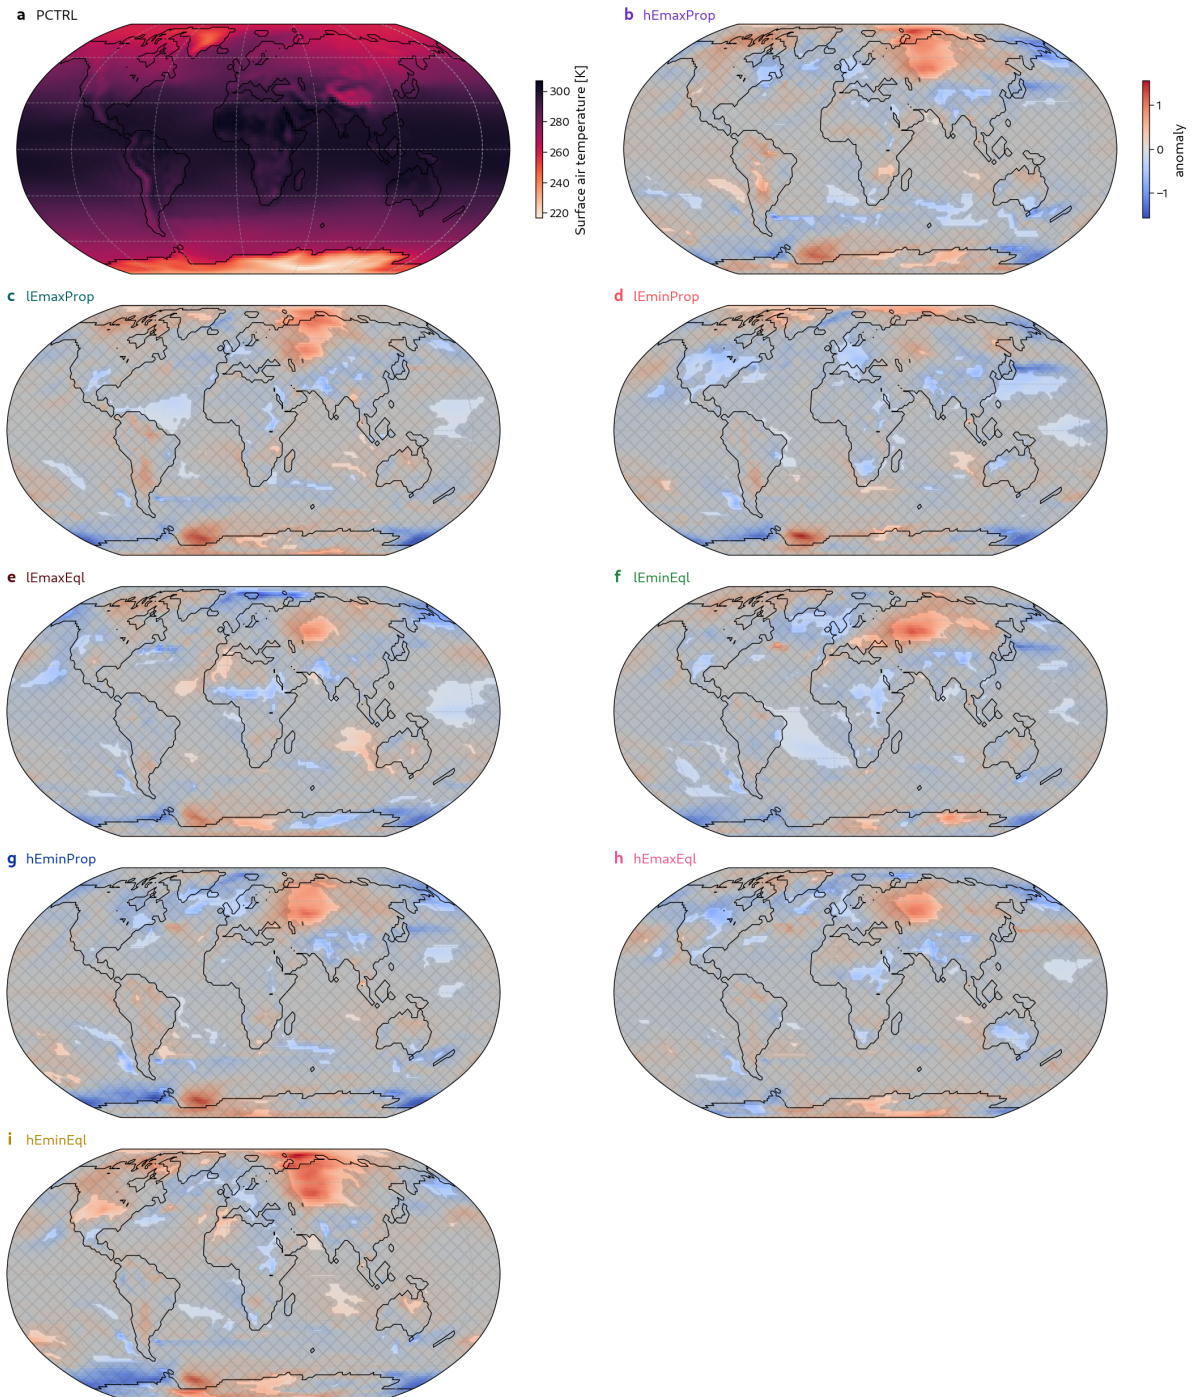 a PCTRL
b hEmaxProp
300
280
260
240
220
Surface air temperature [K]
1
0
−1
anomaly
c lEmaxProp
d lEminProp
e lEmaxEql
f lEminEql
g hEminProp
h hEmaxEql
i hEminEql